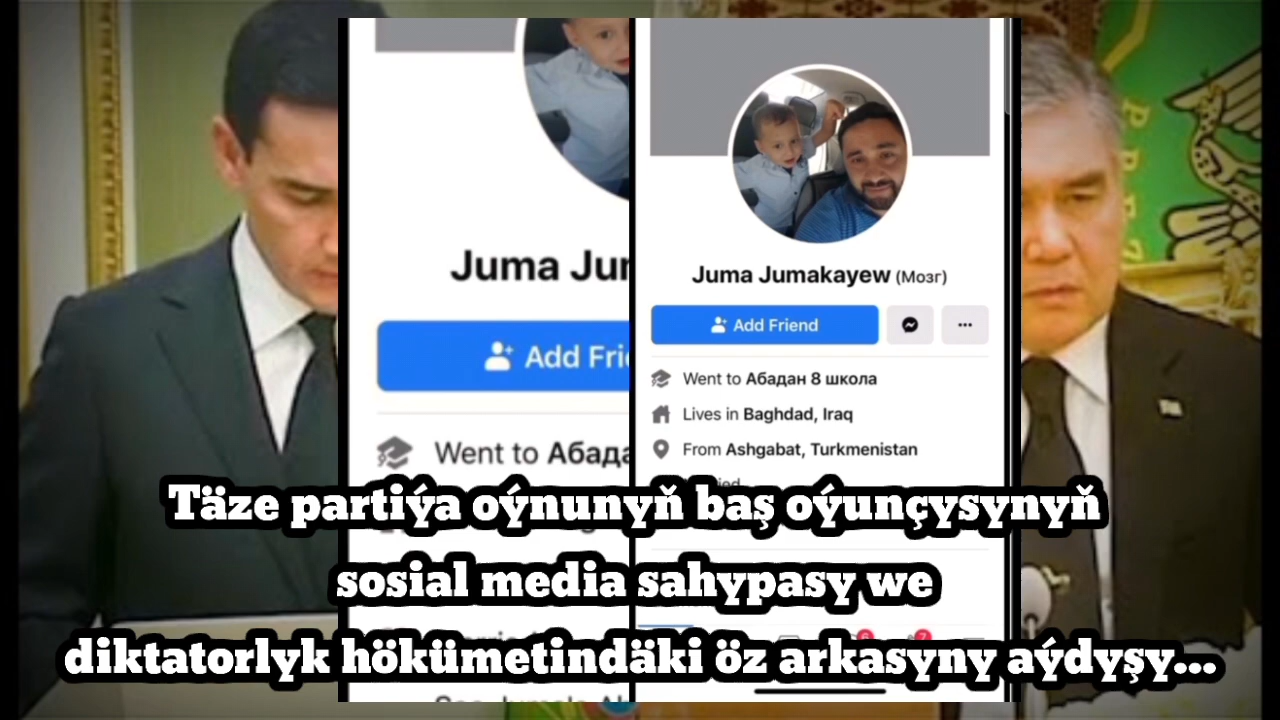 Juma Jum
Add Frie
Went to Абада
Juma Jumakayew (Мозг)
Add Friend
Went to Абадан 8 школа
Lives in Baghdad, Iraq
From Ashgabat, Turkmenistan
Täze partiýa oýnunyň baş oýunçysynyň
sosial media sahypasy we
diktatorlyk hökümetindäki öz arkasyny aýdyşy...